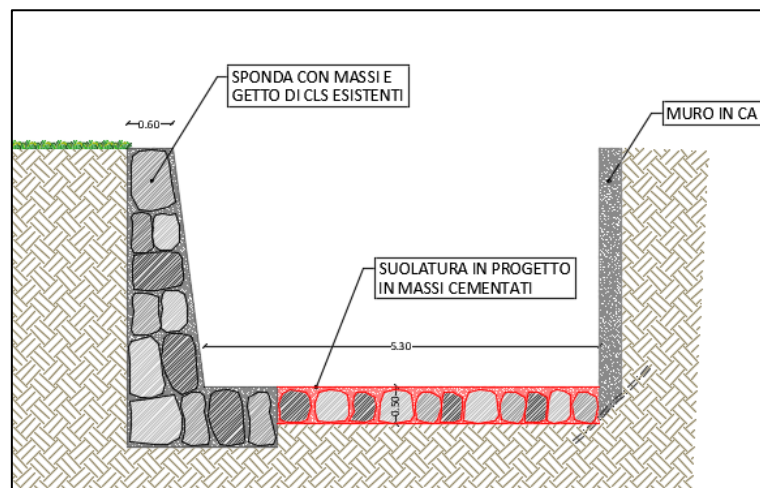 SPONDA CON MASSI E
GETTO DI CLS ESISTENTI
0.60
MURO IN CA
SUOLATURA IN PROGETTO
IN MASSI CEMENTATI
5.30
0.50